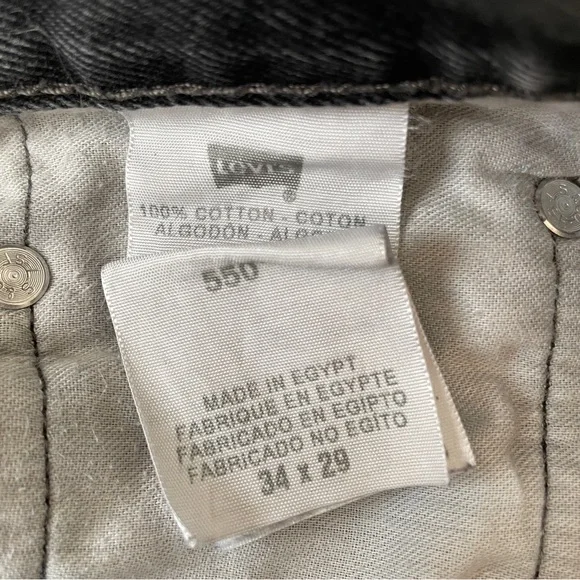 LEVI'S
®
100% COTTON - COTON
ALGODÓN -
550
MADE IN EGYPT
FABRIQUE EN EGYPTE
FABRICADO EN EGIPTO
FABRICADO NO EGITO
34 x 29